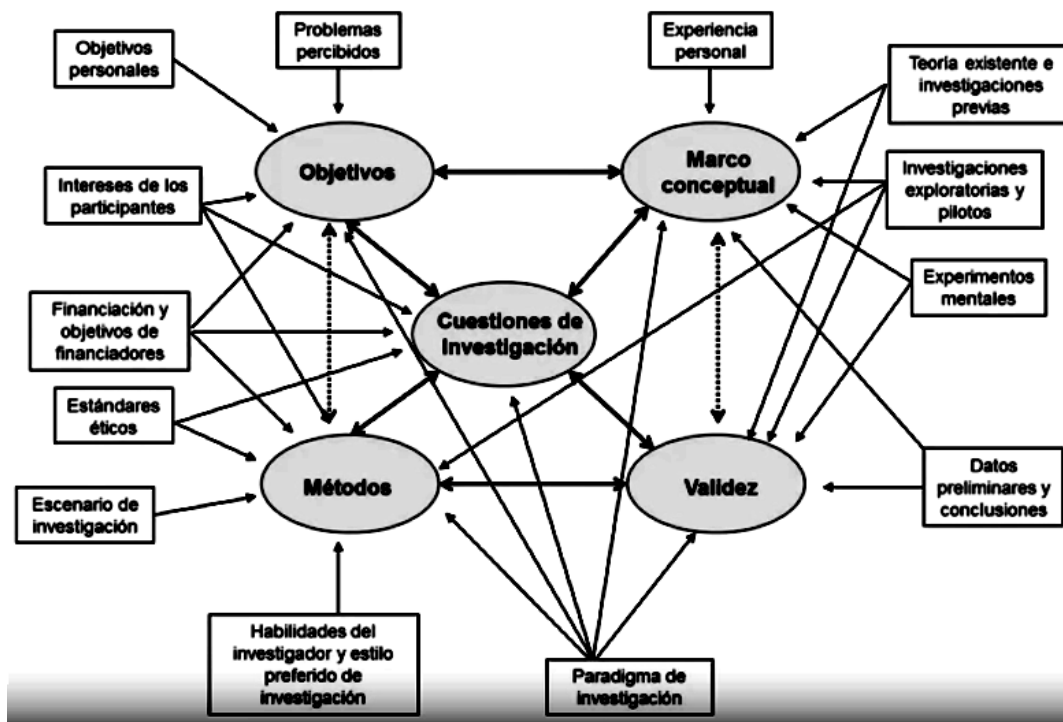 Problemas
percibidos
Experiencia
personal
Objetivos
personales
Teoría existente e
investigaciones
previas
Objetivos
Marco
conceptual
Intereses de los
participantes
Investigaciones
exploratorias y
pilotos
Experimentos
mentales
Financiación y
objetivos de
financiadores
Cuestiones de
investigación
Estándares
éticos
Métodos
Validez
Datos
preliminares y
conclusiones
Escenario de
investigación
Habilidades del
investigador y estilo
preferido de
investigación
Paradigma de
investigación